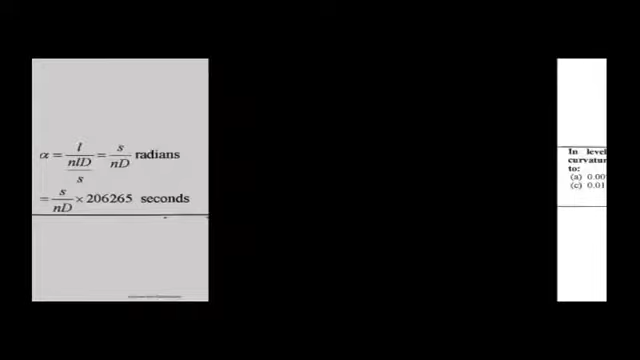 α = l / (nlD / s) = s / nD radians
= s / nD × 206265 seconds
In level
curvatur
to:
(a) 0.00
(c) 0.01